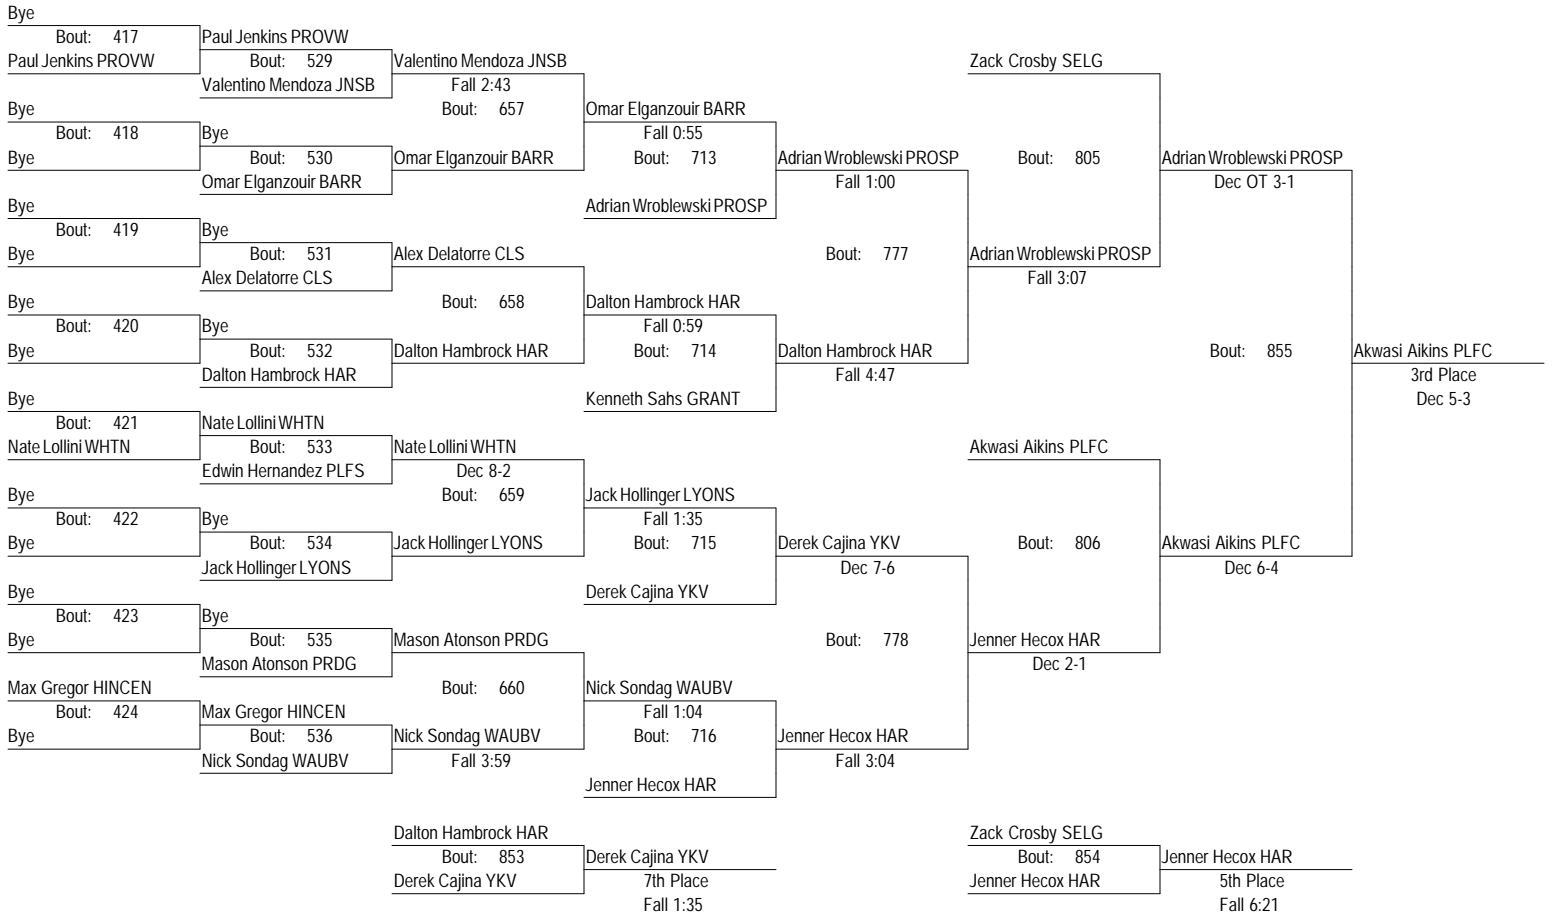 Bye
Bout: 417 Paul Jenkins PROVW
Paul Jenkins PROVW Bout: 529 Valentino Mendoza JNSB Zack Crosby SELG
Valentino Mendoza JNSB Fall 2:43
Bye Bout: 657 Omar Elganzouir BARR
Bout: 418 Bye Fall 0:55
Bye Bout: 530 Omar Elganzouir BARR Bout: 713 Adrian Wroblewski PROSP Bout: 805 Adrian Wroblewski PROSP
Omar Elganzouir BARR Fall 1:00 Dec OT 3-1
Bye Adrian Wroblewski PROSP
Bout: 419 Bye
Bye Bout: 531 Alex Delatorre CLS Bout: 777 Adrian Wroblewski PROSP
Alex Delatorre CLS Fall 3:07
Bye Bout: 658 Dalton Hambrock HAR
Bout: 420 Bye Fall 0:59
Bye Bout: 532 Dalton Hambrock HAR Bout: 714 Dalton Hambrock HAR Bout: 855 Akwasi Aikins PLFC
Dalton Hambrock HAR Fall 4:47 3rd Place
Bye Kenneth Sahs GRANT Dec 5-3
Bout: 421 Nate Lollini WHTN
Nate Lollini WHTN Bout: 533 Nate Lollini WHTN Akwasi Aikins PLFC
Edwin Hernandez PLFS Dec 8-2
Bye Bout: 659 Jack Hollinger LYONS
Bout: 422 Bye Fall 1:35
Bye Bout: 534 Jack Hollinger LYONS Bout: 715 Derek Cajina YKV Bout: 806 Akwasi Aikins PLFC
Jack Hollinger LYONS Dec 7-6 Dec 6-4
Bye Derek Cajina YKV
Bout: 423 Bye
Bye Bout: 535 Mason Atonson PRDG Bout: 778 Jenner Hecox HAR
Mason Atonson PRDG Dec 2-1
Max Gregor HINCEN Bout: 660 Nick Sondag WAUBV
Bout: 424 Max Gregor HINCEN Fall 1:04
Bye Bout: 536 Nick Sondag WAUBV Bout: 716 Jenner Hecox HAR
Nick Sondag WAUBV Fall 3:59 Fall 3:04
Jenner Hecox HAR
Dalton Hambrock HAR Zack Crosby SELG
Bout: 853 Derek Cajina YKV Bout: 854 Jenner Hecox HAR
Derek Cajina YKV 7th Place Jenner Hecox HAR 5th Place
Fall 1:35 Fall 6:21